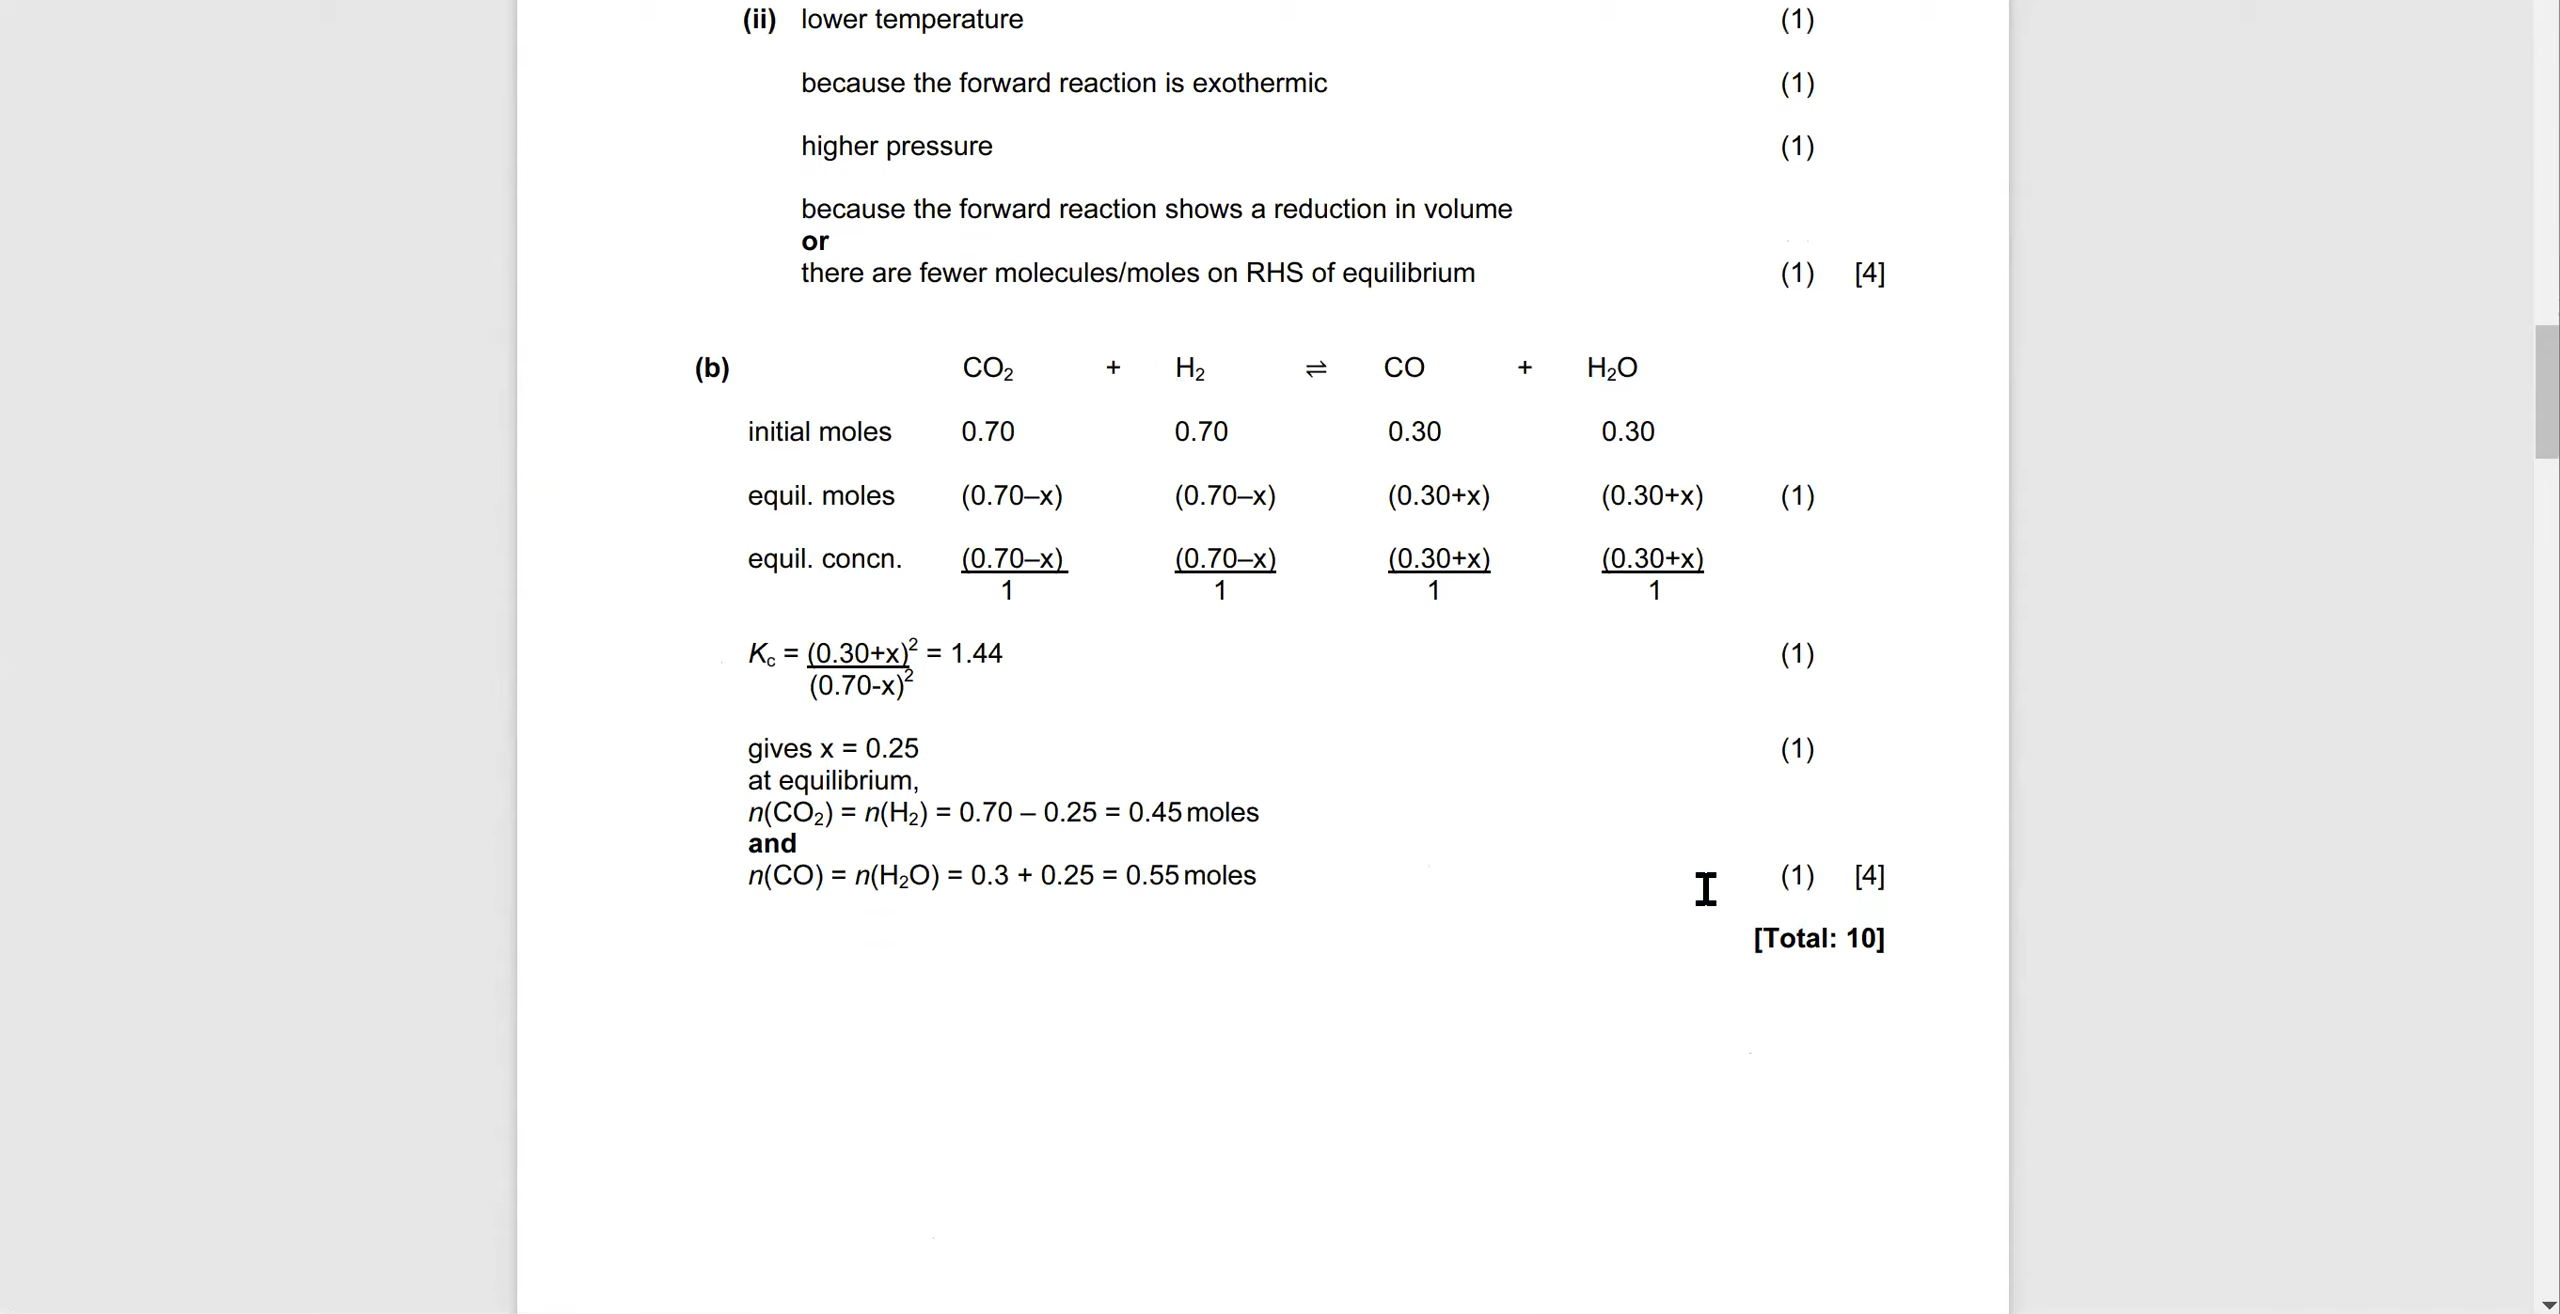 (ii) lower temperature (1)
because the forward reaction is exothermic (1)
higher pressure (1)
because the forward reaction shows a reduction in volume
or
there are fewer molecules/moles on RHS of equilibrium (1) [4]
(b) CO₂ + H₂ ⇌ CO + H₂O
initial moles 0.70 0.70 0.30 0.30
equil. moles (0.70–x) (0.70–x) (0.30+x) (0.30+x) (1)
equil. concn. (0.70–x) (0.70–x) (0.30+x) (0.30+x)
1 1 1 1
Kc = (0.30+x)² = 1.44 (1)
(0.70-x)²
gives x = 0.25 (1)
at equilibrium,
n(CO₂) = n(H₂) = 0.70 – 0.25 = 0.45 moles
and
n(CO) = n(H₂O) = 0.3 + 0.25 = 0.55 moles (1) [4]
[Total: 10]